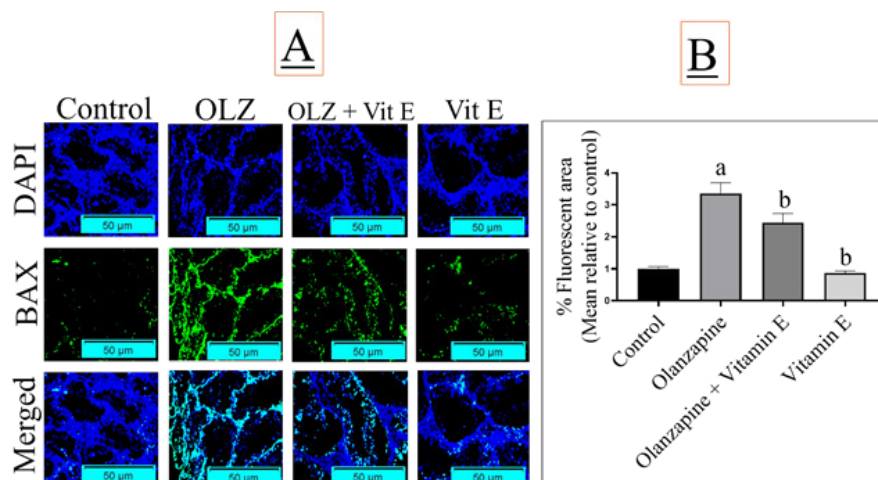 A
B
Control OLZ OLZ + Vit E Vit E
DAPI
50 µm 50 µm 50 µm 50 µm
BAX
50 µm 50 µm 50 µm 50 µm
Merged
50 µm 50 µm 50 µm 50 µm
% Fluorescent area
(Mean relative to control)
4
3
2
1
0
a
b
b
Control
Olanzapine
Olanzapine + Vitamin E
Vitamin E